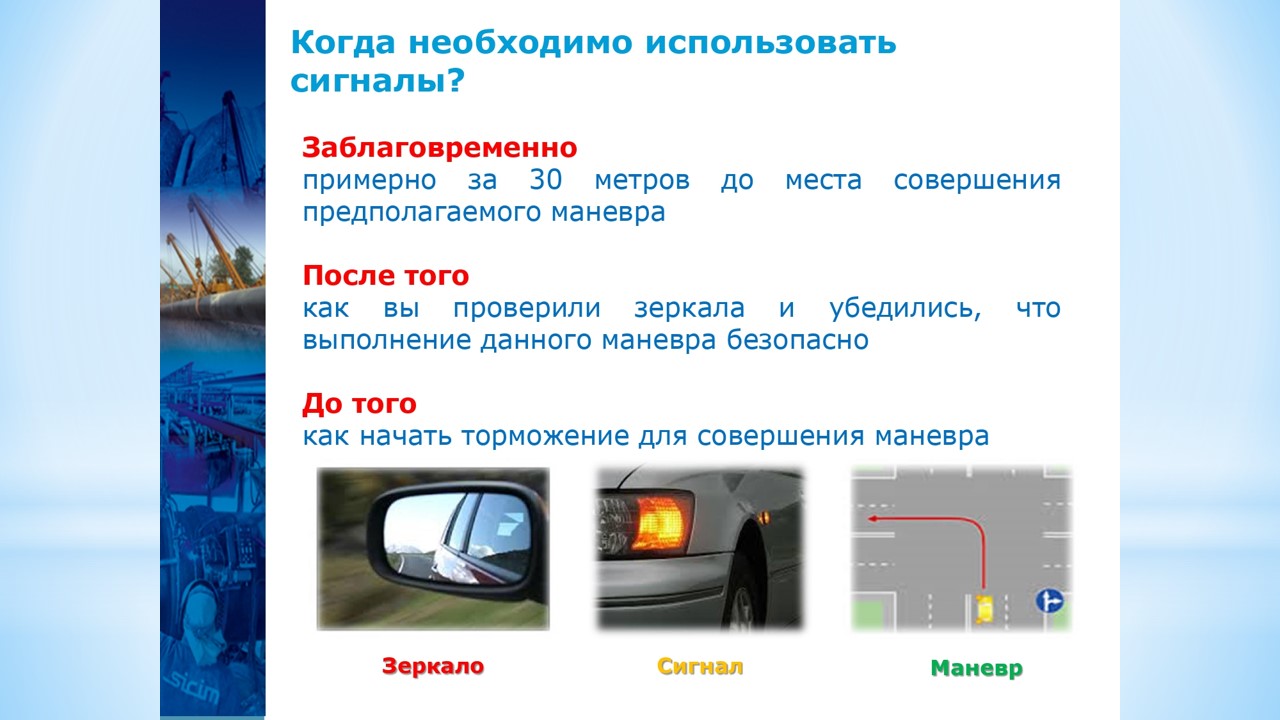 Когда необходимо использовать
сигналы?
Заблаговременно
примерно за 30 метров до места совершения
предполагаемого маневра
После того
как вы проверили зеркала и убедились, что
выполнение данного маневра безопасно
До того
как начать торможение для совершения маневра
Зеркало
Сигнал
Маневр
sicim